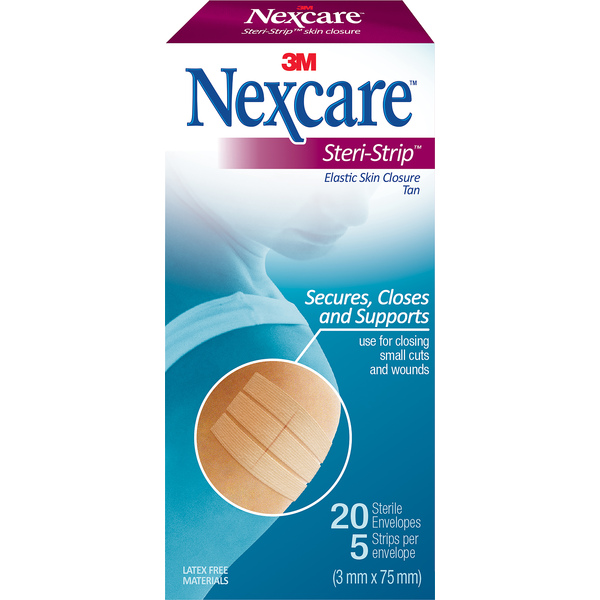 3M
Nexcare
Steri-Strip™ skin closure
3M
Nexcare™
Steri-Strip™
Elastic Skin Closure
Tan
Secures, Closes
and Supports
use for closing
small cuts
and wounds
20 Sterile
Envelopes
5 Strips per
envelope
(3 mm x 75 mm)
LATEX FREE
MATERIALS